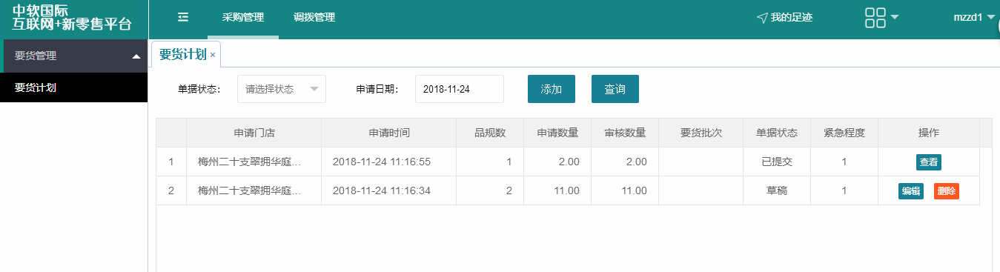 中软国际
互联网+新零售平台
采购管理 调拨管理 我的足迹 mzzd1
要货管理
要货计划
要货计划 ×
单据状态： 请选择状态 申请日期： 2018-11-24 添加 查询
申请门店 申请时间 品规数 申请数量 审核数量 要货批次 单据状态 紧急程度 操作
1 梅州二十支翠拥华庭… 2018-11-24 11:16:55 1 2.00 2.00 已提交 1 查看
2 梅州二十支翠拥华庭… 2018-11-24 11:16:34 2 11.00 11.00 草稿 1 编辑 删除